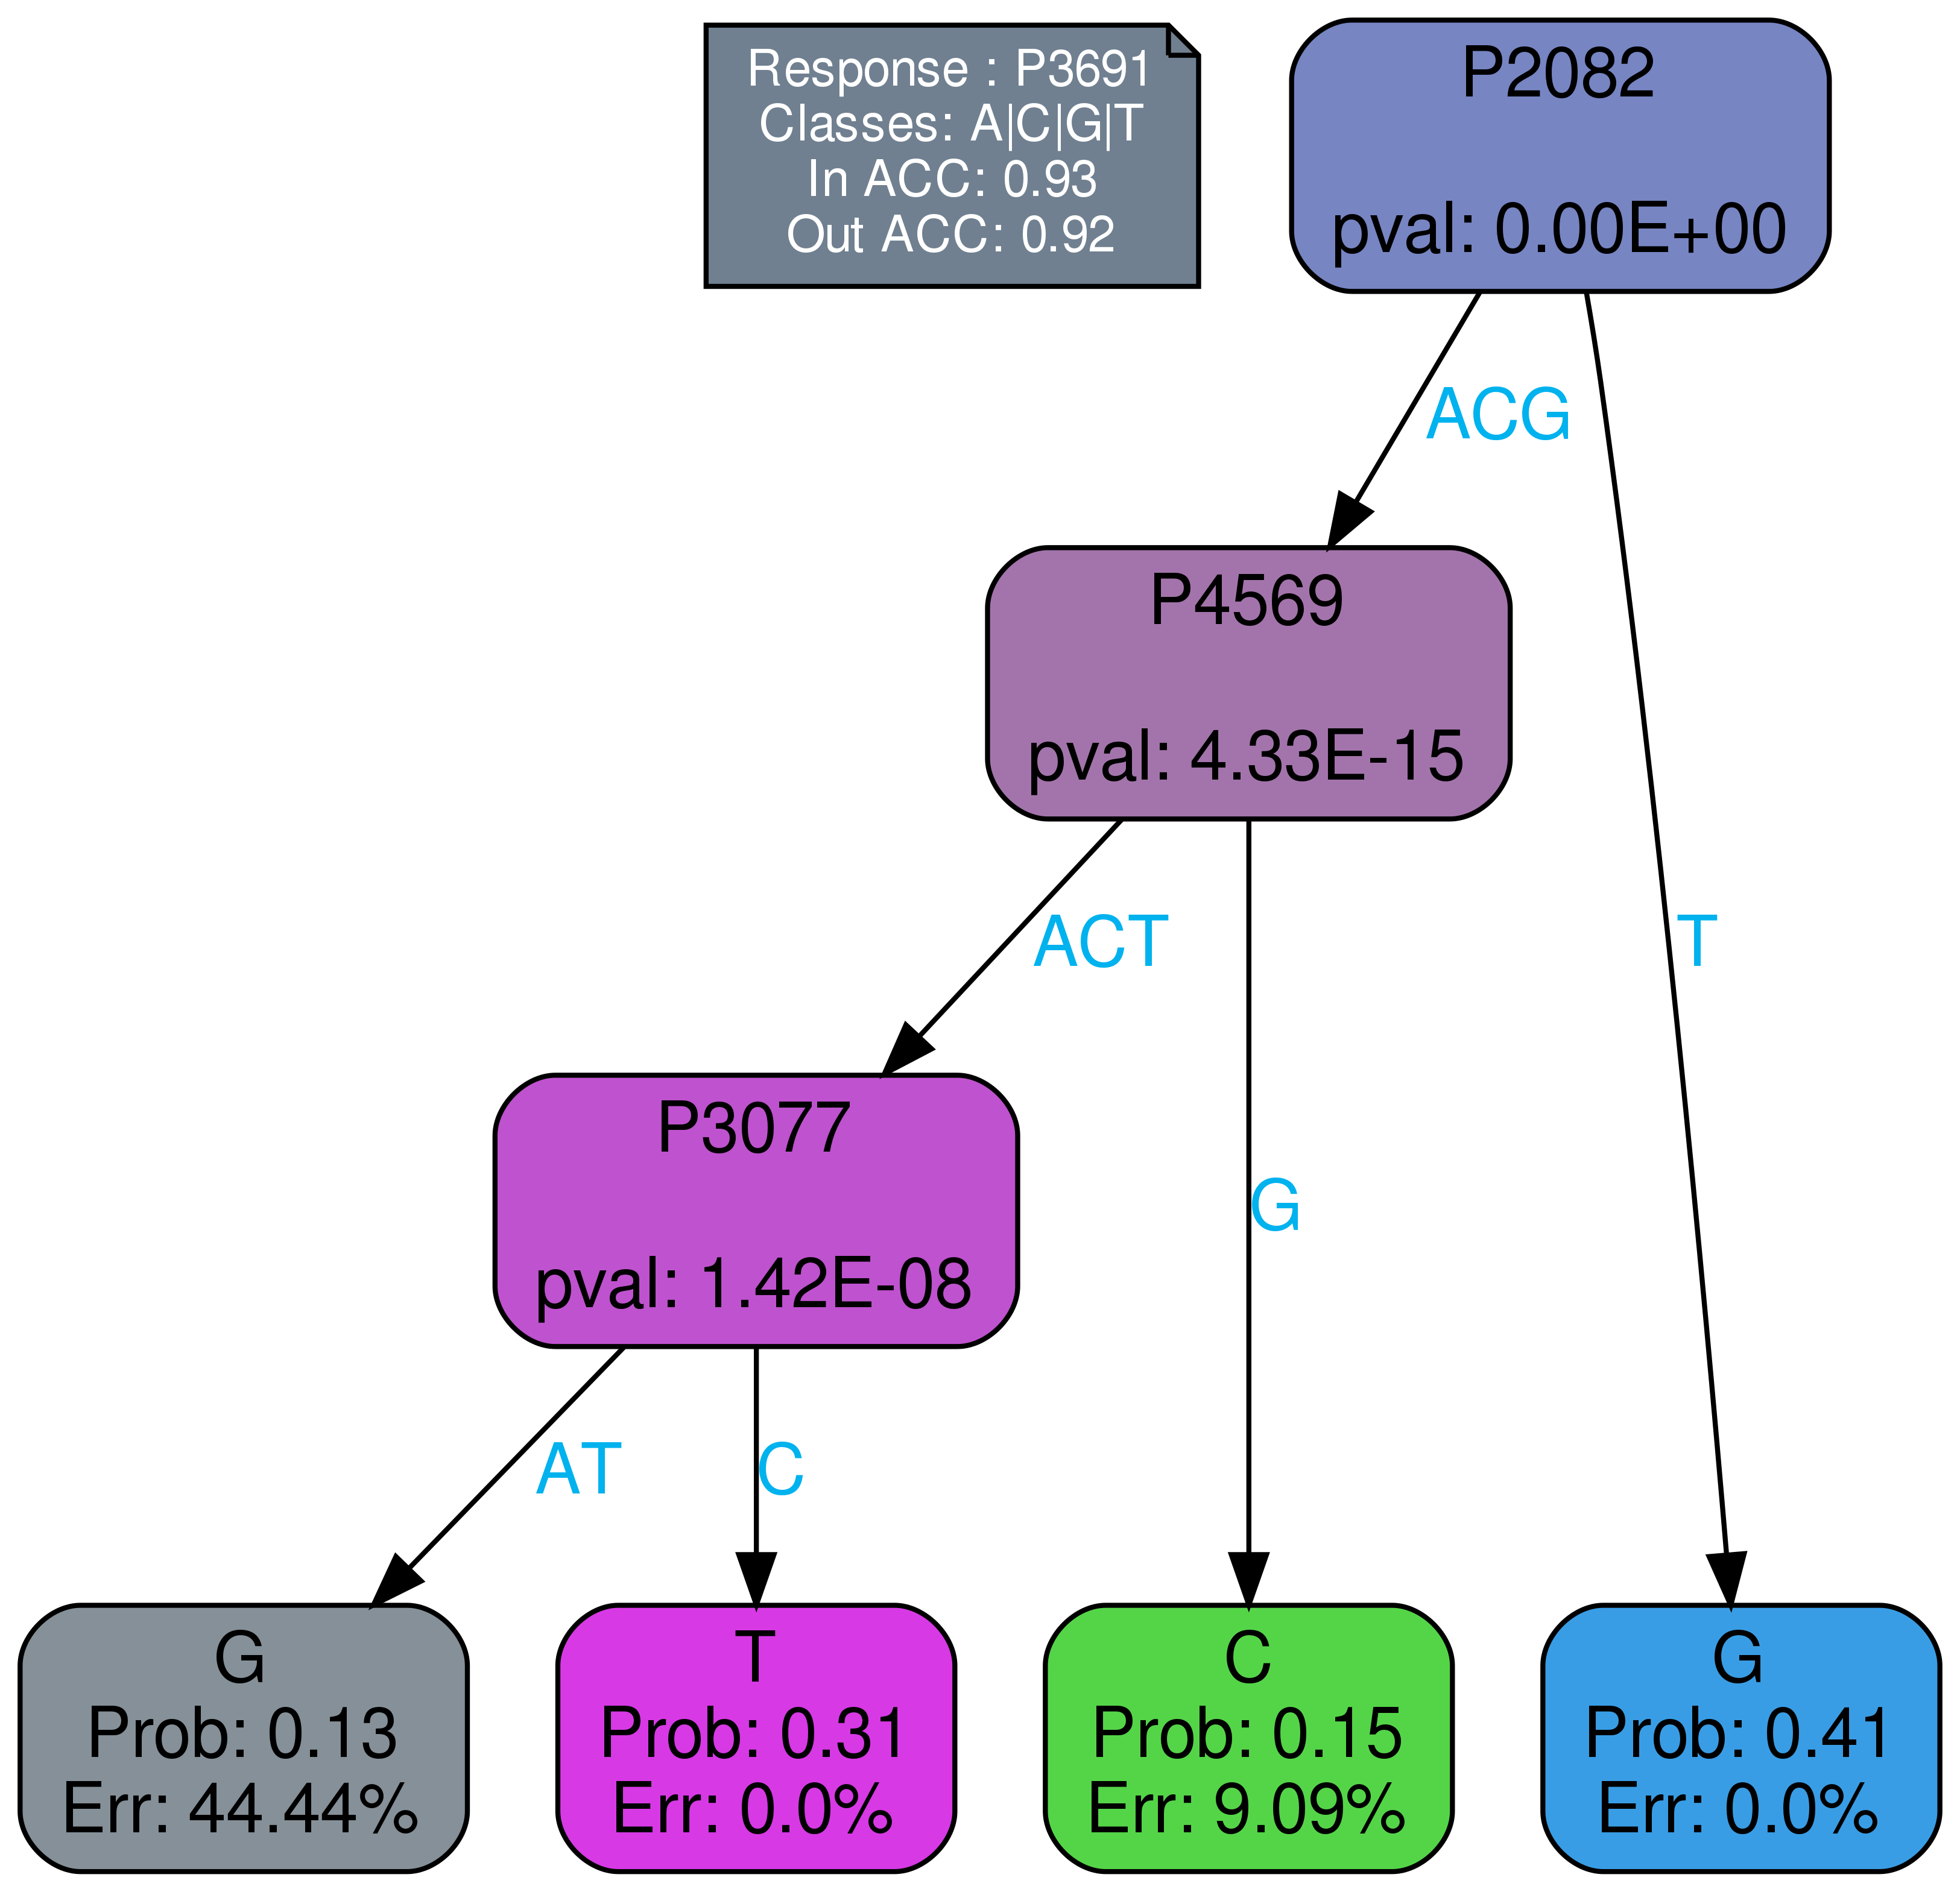 Response : P3691
Classes: A|C|G|T
In ACC: 0.93
Out ACC: 0.92
P2082
pval: 0.00E+00
ACG
P4569
pval: 4.33E-15
ACT
T
P3077
pval: 1.42E-08
G
AT
C
G
Prob: 0.13
Err: 44.44%
T
Prob: 0.31
Err: 0.0%
C
Prob: 0.15
Err: 9.09%
G
Prob: 0.41
Err: 0.0%